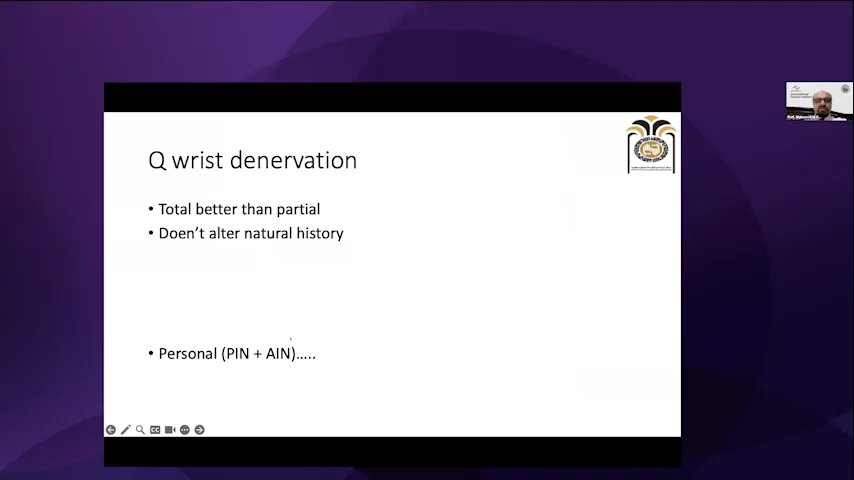 Q wrist denervation
• Total better than partial
• Doen't alter natural history
• Personal (PIN + AIN).....